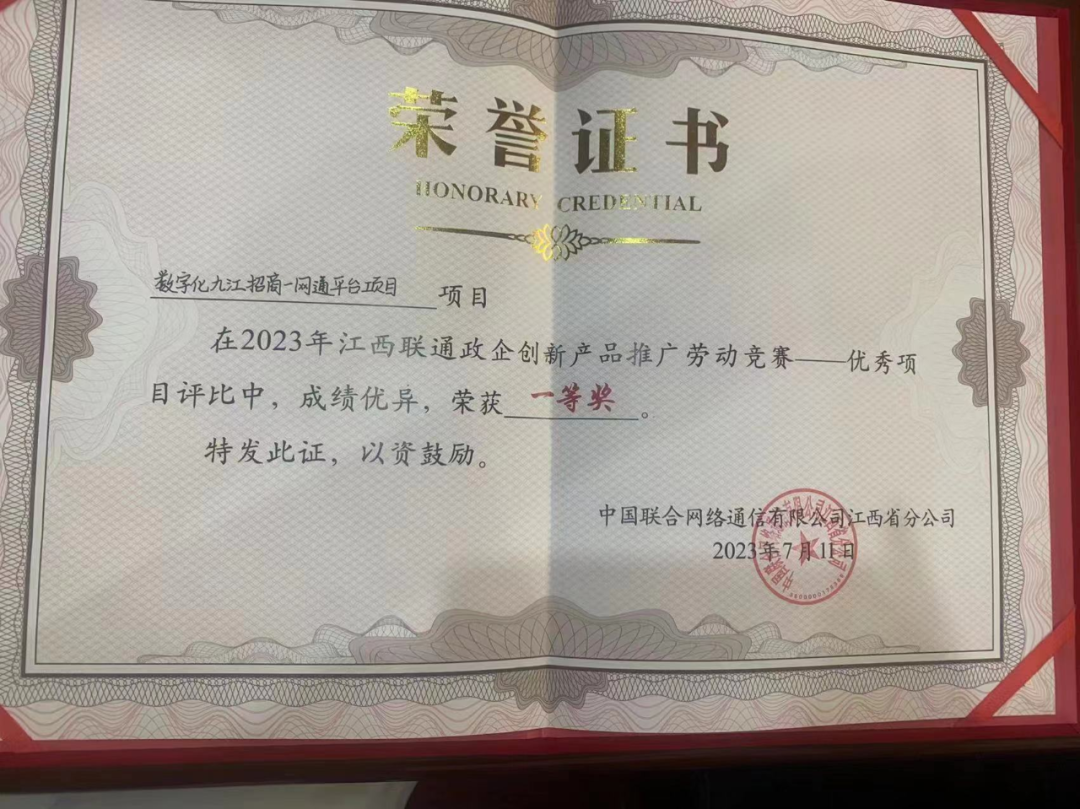 荣誉证书
HONORARY CREDENTIAL
数字化九江招商一网通平台项目 项目
在2023年江西联通政企创新产品推广劳动竞赛——优秀项
目评比中，成绩优异，荣获 一等奖 。
特发此证，以资鼓励。
中国联合网络通信有限公司江西省分公司
2023年7月11日